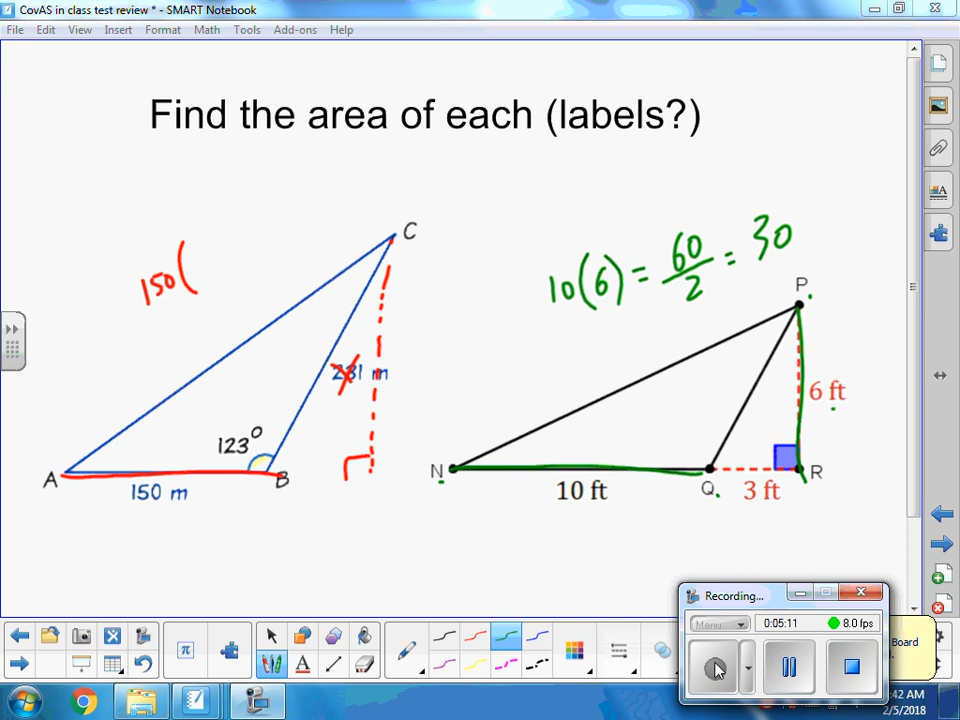 CovAS in class test review * - SMART Notebook
File Edit View Insert Format Math Tools Add-ons Help
Find the area of each (labels?)
C
150(
10(6) = 60/2 = 30
P
231 m
6 ft
123°
A
B
150 m
N
Q
R
10 ft
3 ft
Recording...
Menu
0:05:11
8.0 fps
Board
:42 AM
2/5/2018